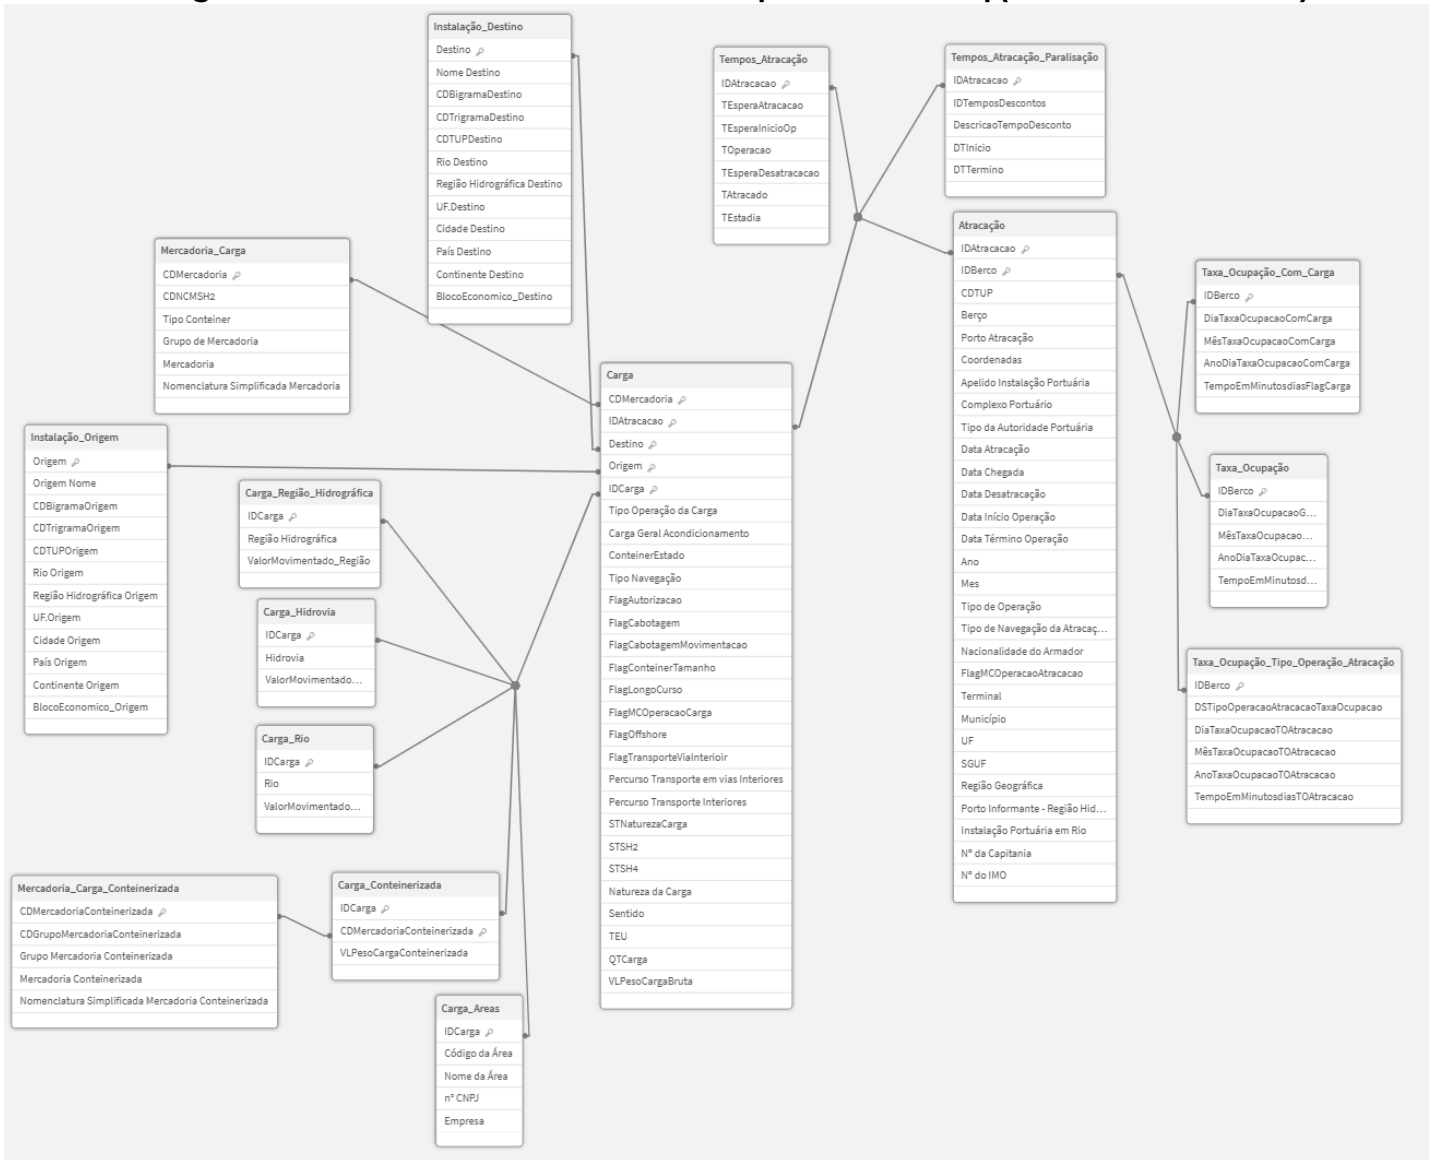 Instalação_Destino
Destino
Nome Destino
CDBigramaDestino
CDTrigramaDestino
CDTUPDestino
Rio Destino
Região Hidrográfica Destino
UF.Destino
Cidade Destino
País Destino
Continente Destino
BlocoEconomico_Destino
Tempos_Atracação
IDAtracacao
TEsperaAtracacao
TEsperaInicioOp
TOperacao
TEsperaDesatracacao
TAtracado
TEstadia
Tempos_Atracação_Paralisação
IDAtracacao
IDTemposDescontos
DescricaoTempoDesconto
DTInicio
DTTermino
Mercadoria_Carga
CDMercadoria
CDNCMSH2
Tipo Conteiner
Grupo de Mercadoria
Mercadoria
Nomenclatura Simplificada Mercadoria
Atracação
IDAtracacao
IDBerco
CDTUP
Berço
Porto Atracação
Coordenadas
Apelido Instalação Portuária
Complexo Portuário
Tipo da Autoridade Portuária
Data Atracação
Data Chegada
Data Desatracação
Data Início Operação
Data Término Operação
Ano
Mes
Tipo de Operação
Tipo de Navegação da Atracaç...
Nacionalidade do Armador
FlagMCOperacaoAtracacao
Terminal
Município
UF
SGUF
Região Geográfica
Porto Informante - Região Hid...
Instalação Portuária em Rio
Nº da Capitania
Nº do IMO
Taxa_Ocupação_Com_Carga
IDBerco
DiaTaxaOcupacaoComCarga
MêsTaxaOcupacaoComCarga
AnoDiaTaxaOcupacaoComCarga
TempoEmMinutosdiasFlagCarga
Carga
CDMercadoria
IDAtracacao
Destino
Origem
IDCarga
Tipo Operação da Carga
Carga Geral Acondicionamento
ConteinerEstado
Tipo Navegação
FlagAutorizacao
FlagCabotagem
FlagCabotagemMovimentacao
FlagConteinerTamanho
FlagLongoCurso
FlagMCOperacaoCarga
FlagOffshore
FlagTransporteViaInterioir
Percurso Transporte em vias Interiores
Percurso Transporte Interiores
STNaturezaCarga
STSH2
STSH4
Natureza da Carga
Sentido
TEU
QTCarga
VLPesoCargaBruta
Instalação_Origem
Origem
Origem Nome
CDBigramaOrigem
CDTrigramaOrigem
CDTUPOrigem
Rio Origem
Região Hidrográfica Origem
UF.Origem
Cidade Origem
País Origem
Continente Origem
BlocoEconomico_Origem
Carga_Região_Hidrográfica
IDCarga
Região Hidrográfica
ValorMovimentado_Região
Taxa_Ocupação
IDBerco
DiaTaxaOcupacaoG...
MêsTaxaOcupacao...
AnoDiaTaxaOcupac...
TempoEmMinutosd...
Carga_Hidrovia
IDCarga
Hidrovia
ValorMovimentado...
Taxa_Ocupação_Tipo_Operação_Atracação
IDBerco
DSTipoOperacaoAtracacaoTaxaOcupacao
DiaTaxaOcupacaoTOAtracacao
MêsTaxaOcupacaoTOAtracacao
AnoTaxaOcupacaoTOAtracacao
TempoEmMinutosdiasTOAtracacao
Carga_Rio
IDCarga
Rio
ValorMovimentado...
Mercadoria_Carga_Conteinerizada
CDMercadoriaConteinerizada
CDGrupoMercadoriaConteinerizada
Grupo Mercadoria Conteinerizada
Mercadoria Conteinerizada
Nomenclatura Simplificada Mercadoria Conteinerizada
Carga_Conteinerizada
IDCarga
CDMercadoriaConteinerizada
VLPesoCargaConteinerizada
Carga_Areas
IDCarga
Código da Área
Nome da Área
nº CNPJ
Empresa